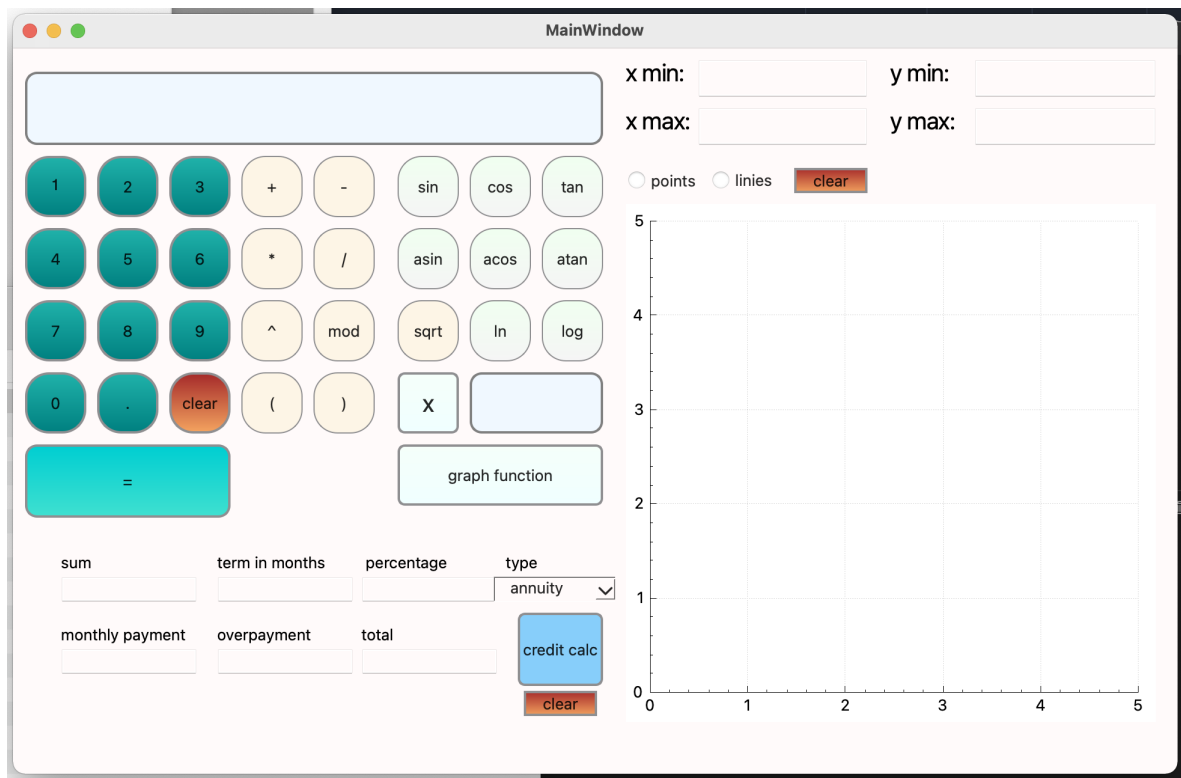 MainWindow
x min: y min:
x max: y max:
points linies clear
1 2 3 + - sin cos tan
4 5 6 * / asin acos atan
7 8 9 ^ mod sqrt ln log
0 . clear ( ) x
= graph function
sum term in months percentage type
annuity
monthly payment overpayment total
credit calc
clear
5
4
3
2
1
0
0 1 2 3 4 5